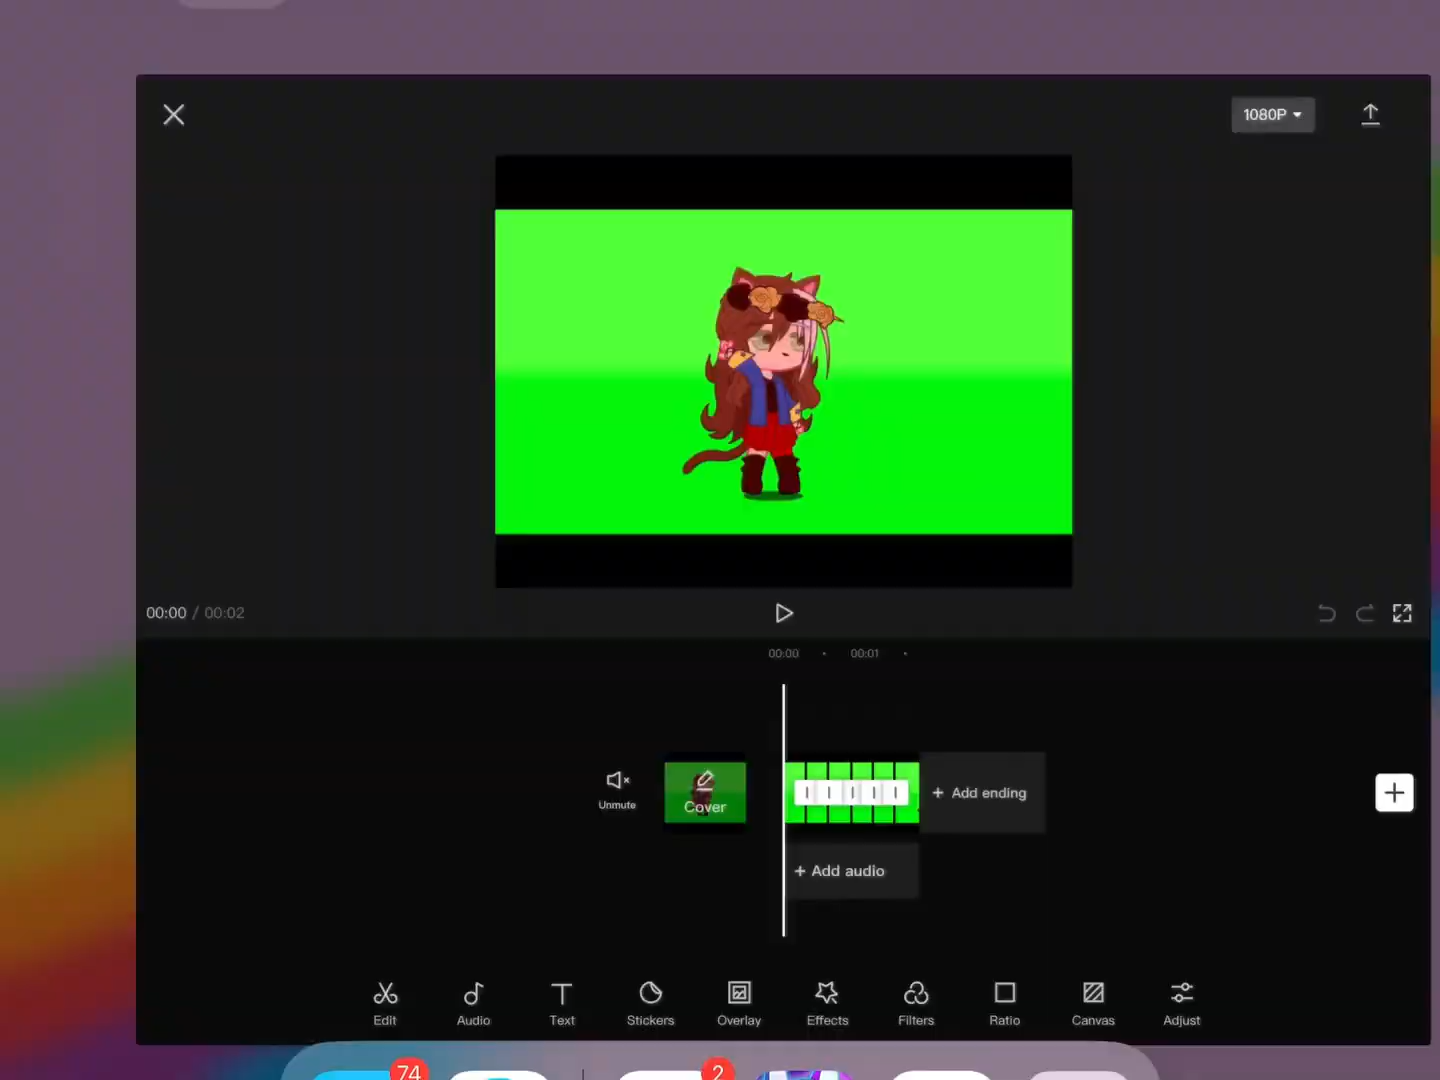 1080P
00:00 / 00:02
00:00
00:01
Unmute
Cover
+ Add ending
+ Add audio
Edit
Audio
Text
Stickers
Overlay
Effects
Filters
Ratio
Canvas
Adjust
74
2